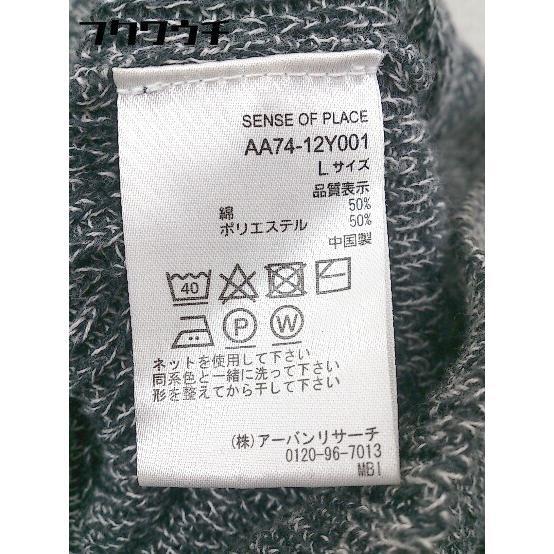 フクウウチ
SENSE OF PLACE
AA74-12Y001
L サイズ
品質表示
綿 50%
ポリエステル 50%
中国製
40
P W
ネットを使用して下さい
同系色と一緒に洗って下さい
形を整えてから干して下さい
(株)アーバンリサーチ
0120-96-7013
MBI